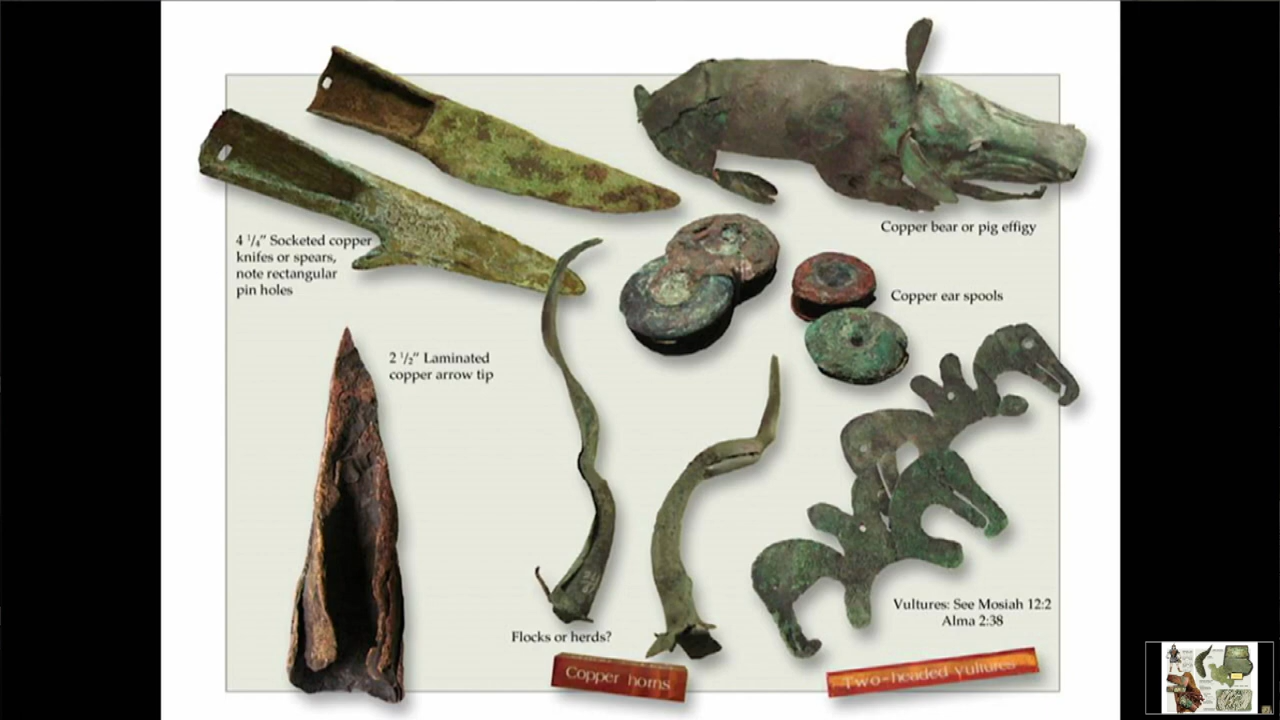 Copper bear or pig effigy
4 ¼" Socketed copper
knifes or spears,
note rectangular
pin holes
Copper ear spools
2 ½" Laminated
copper arrow tip
Vultures: See Mosiah 12:2
Alma 2:38
Flocks or herds?
Copper horns
Two-headed vultures